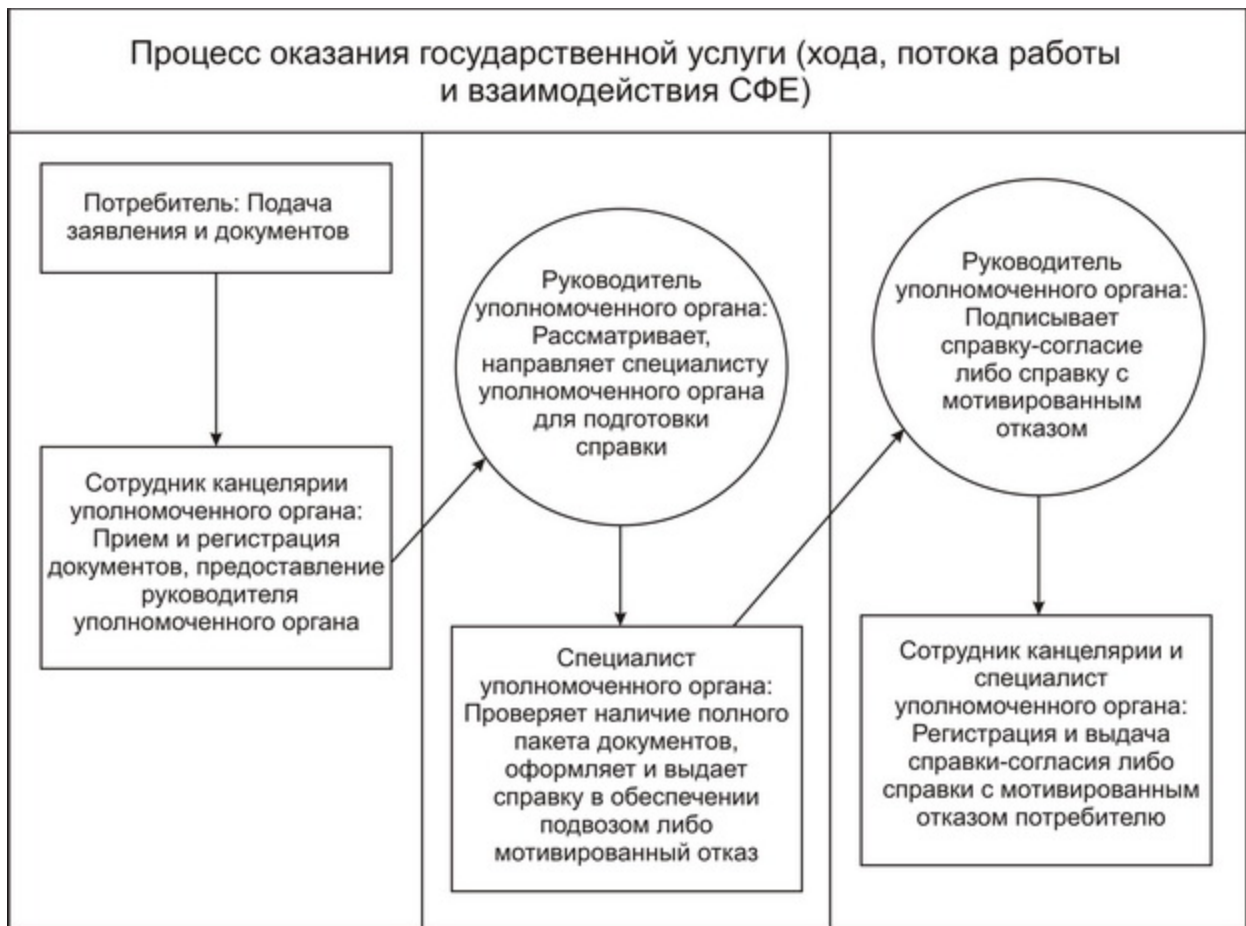 Процесс оказания государственной услуги (хода, потока работы
и взаимодействия СФЕ)
Потребитель: Подача
заявления и документов
Сотрудник канцелярии
уполномоченного органа:
Прием и регистрация
документов, предоставление
руководителя
уполномоченного органа
Руководитель
уполномоченного органа:
Рассматривает,
направляет специалисту
уполномоченного органа
для подготовки
справки
Специалист
уполномоченного органа:
Проверяет наличие полного
пакета документов,
оформляет и выдает
справку в обеспечении
подвозом либо
мотивированный отказ
Руководитель
уполномоченного органа:
Подписывает
справку-согласие
либо справку с
мотивированным
отказом
Сотрудник канцелярии и
специалист
уполномоченного органа:
Регистрация и выдача
справки-согласия либо
справки с мотивированным
отказом потребителю